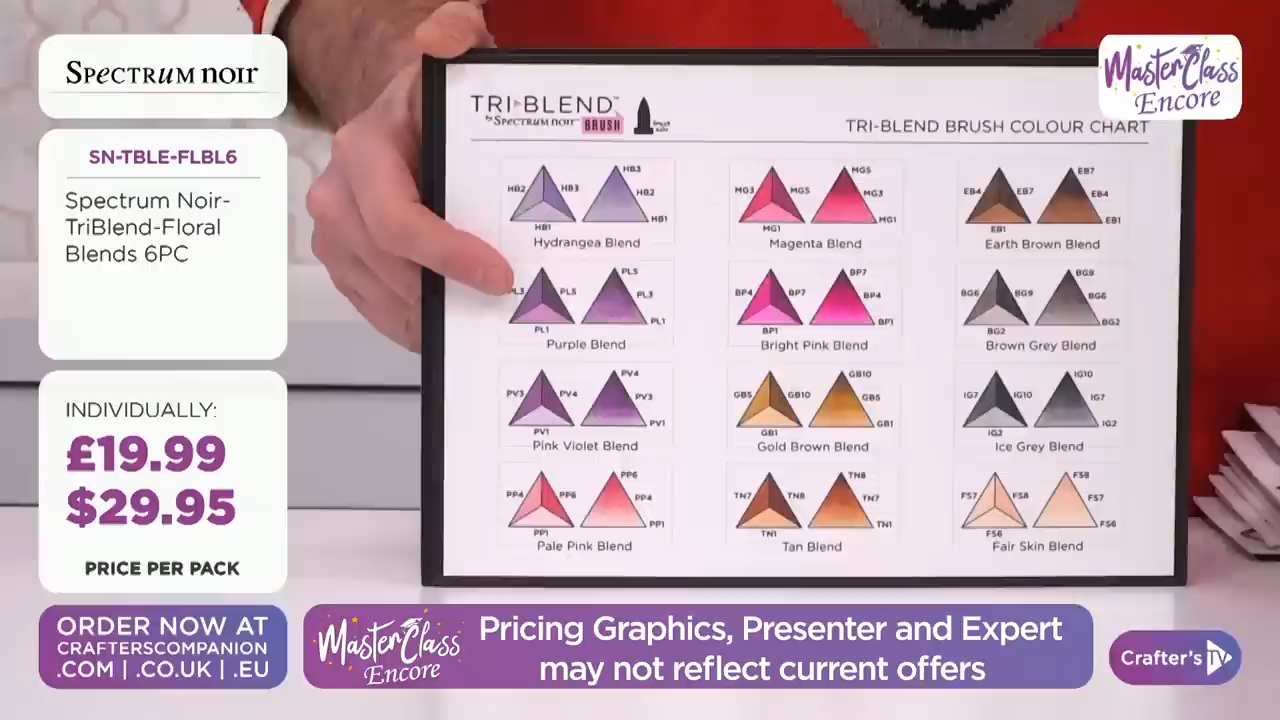 SPECTRUM NOIR
SN-TBLE-FLBL6
Spectrum Noir-
TriBlend-Floral
Blends 6PC
INDIVIDUALLY:
£19.99
$29.95
PRICE PER PACK
ORDER NOW AT
CRAFTERSCOMPANION
.COM | .CO.UK | .EU
MasterClass
Encore
TRI-BLEND™
by SPECTRUM NOIR BRUSH
TRI-BLEND BRUSH COLOUR CHART
HB2 HB3 HB1 HB3 HB2 HB1
Hydrangea Blend
MG3 MG5 MG1 MG5 MG3 MG1
Magenta Blend
EB4 EB7 EB1 EB7 EB4 EB1
Earth Brown Blend
PL3 PL5 PL1 PL5 PL3 PL1
Purple Blend
BP4 BP7 BP1 BP7 BP4 BP1
Bright Pink Blend
BG6 BG9 BG2 BG9 BG6 BG2
Brown Grey Blend
PV3 PV4 PV1 PV4 PV3 PV1
Pink Violet Blend
GB5 GB10 GB1 GB10 GB5 GB1
Gold Brown Blend
IG7 IG10 IG2 IG10 IG7 IG2
Ice Grey Blend
PP4 PP6 PP1 PP6 PP4 PP1
Pale Pink Blend
TN7 TN8 TN1 TN8 TN7 TN1
Tan Blend
FS7 FS8 FS6 FS8 FS7 FS6
Fair Skin Blend
MasterClass
Encore
Pricing Graphics, Presenter and Expert
may not reflect current offers
Crafter's TV